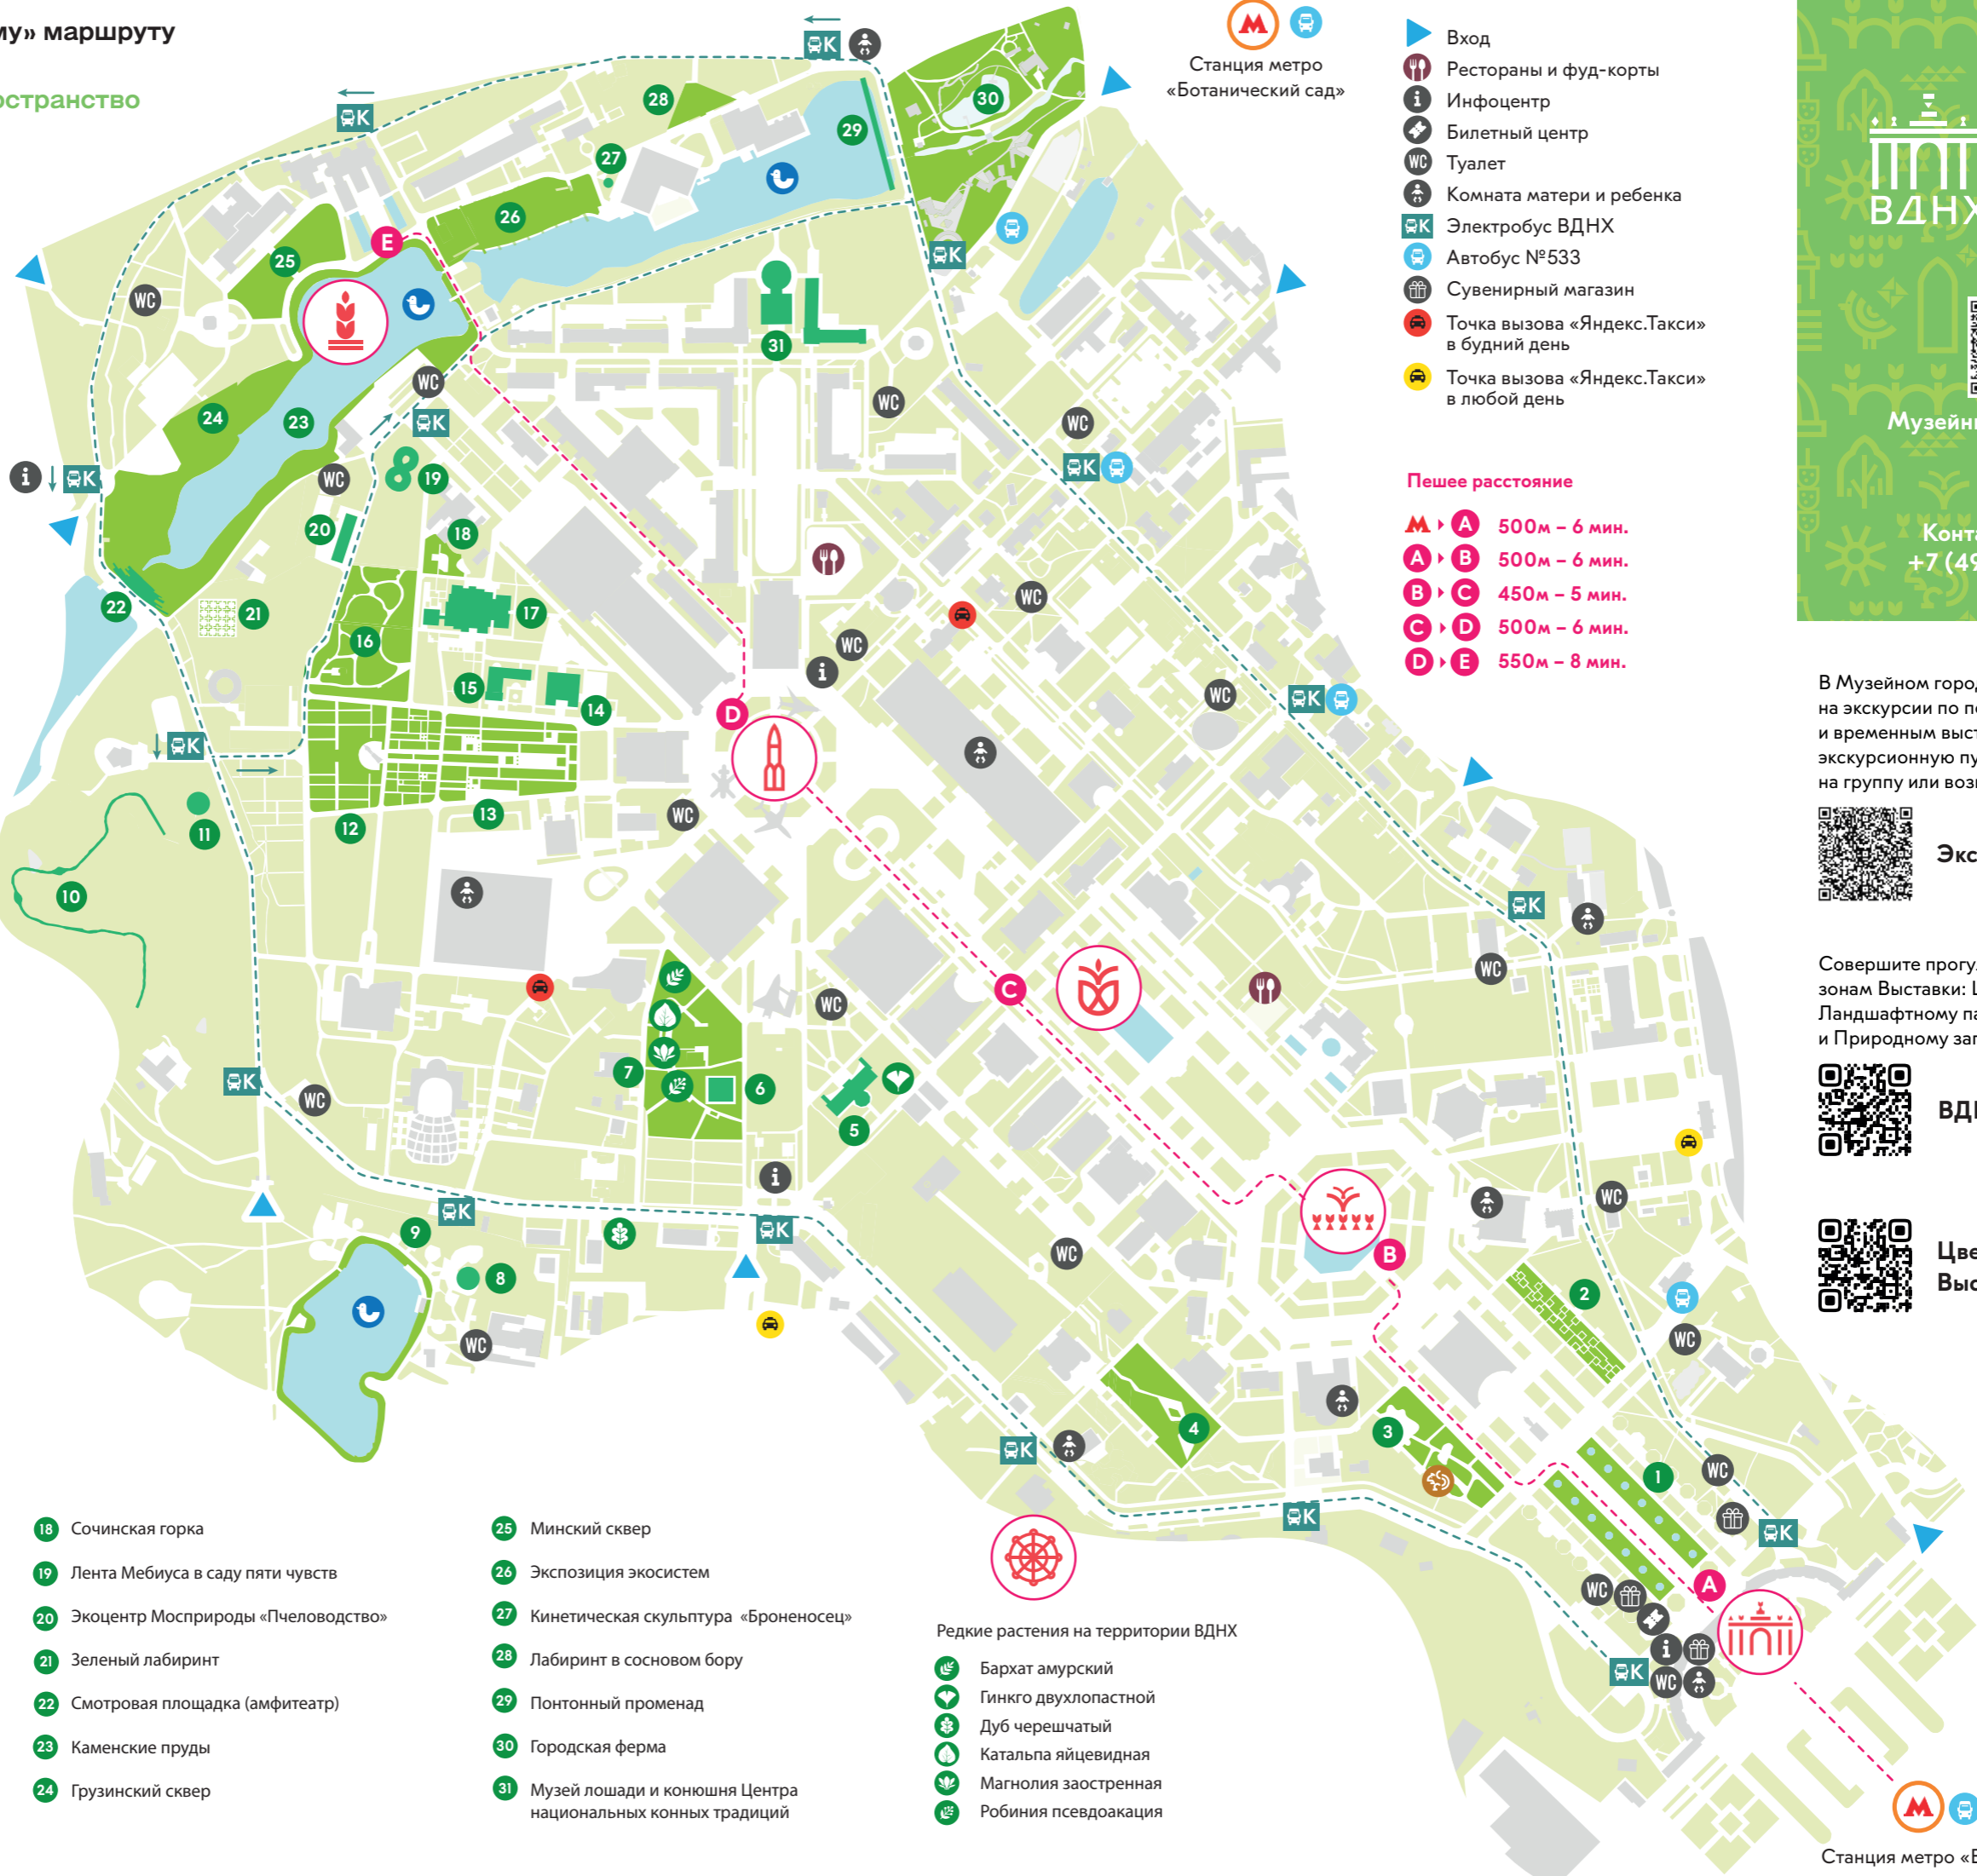 му» маршруту
остранство
Станция метро
«Ботанический сад»
Вход
Рестораны и фуд-корты
Инфоцентр
Билетный центр
WC Туалет
Комната матери и ребенка
К Электробус ВДНХ
Автобус №533
Сувенирный магазин
Точка вызова «Яндекс.Такси»
в будний день
Точка вызова «Яндекс.Такси»
в любой день
Пешее расстояние
М A 500м – 6 мин.
A B 500м – 6 мин.
B C 450м – 5 мин.
C D 500м – 6 мин.
D E 550м – 8 мин.
ВДНХ
Музейн
Конта
+7 (49
В Музейном город
на экскурсии по по
и временным выст
экскурсионную пу
на группу или воз
Экс
Совершите прогул
зонам Выставки: Ц
Ландшафтному па
и Природному зап
ВДН
Цве
Выс
18 Сочинская горка
19 Лента Мебиуса в саду пяти чувств
20 Экоцентр Мосприроды «Пчеловодство»
21 Зеленый лабиринт
22 Смотровая площадка (амфитеатр)
23 Каменские пруды
24 Грузинский сквер
25 Минский сквер
26 Экспозиция экосистем
27 Кинетическая скульптура «Броненосец»
28 Лабиринт в сосновом бору
29 Понтонный променад
30 Городская ферма
31 Музей лошади и конюшня Центра
национальных конных традиций
Редкие растения на территории ВДНХ
Бархат амурский
Гинкго двухлопастной
Дуб черешчатый
Катальпа яйцевидная
Магнолия заостренная
Робиния псевдоакация
Станция метро «В